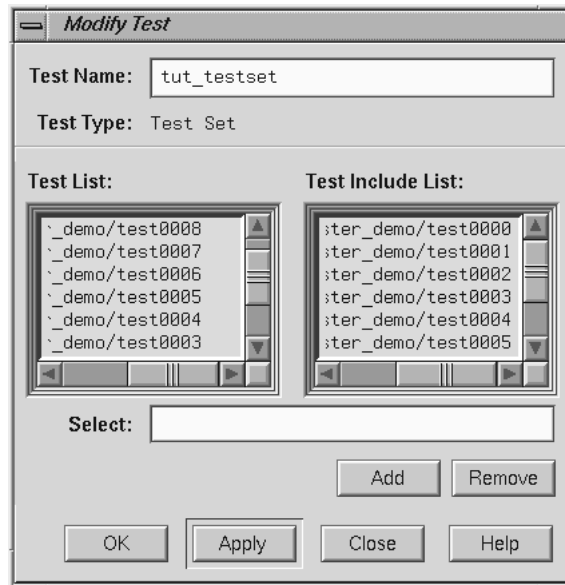 Modify Test
Test Name: tut_testset
Test Type: Test Set
Test List:
_demo/test0008
_demo/test0007
_demo/test0006
_demo/test0005
_demo/test0004
_demo/test0003
Test Include List:
ster_demo/test0000
ster_demo/test0001
ster_demo/test0002
ster_demo/test0003
ster_demo/test0004
ster_demo/test0005
Select:
Add Remove
OK Apply Close Help